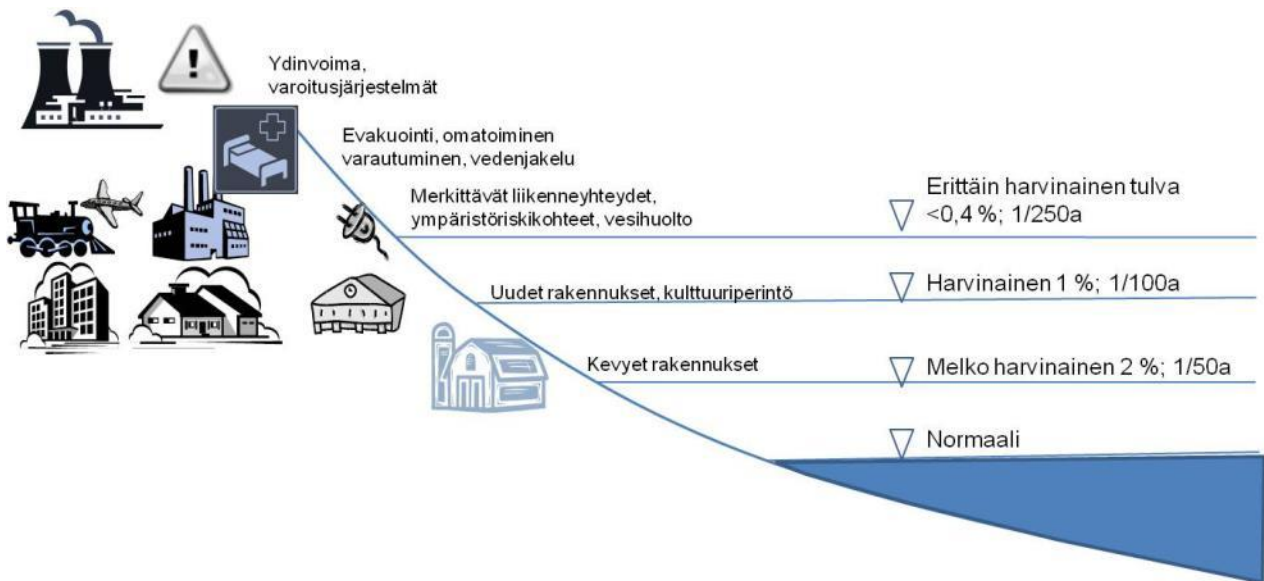 Ydinvoima,
varoitusjärjestelmät
Evakuointi, omatoiminen
varautuminen, vedenjakelu
Merkittävät liikenneyhteydet,
ympäristöriskikohteet, vesihuolto
Erittäin harvinainen tulva
<0,4 %; 1/250a
Uudet rakennukset, kulttuuriperintö
Harvinainen 1 %; 1/100a
Kevyet rakennukset
Melko harvinainen 2 %; 1/50a
Normaali